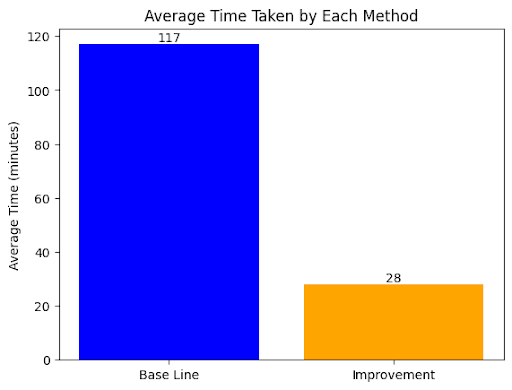 Average Time Taken by Each Method
Average Time (minutes)
120
100
80
60
40
20
0
117
28
Base Line
Improvement